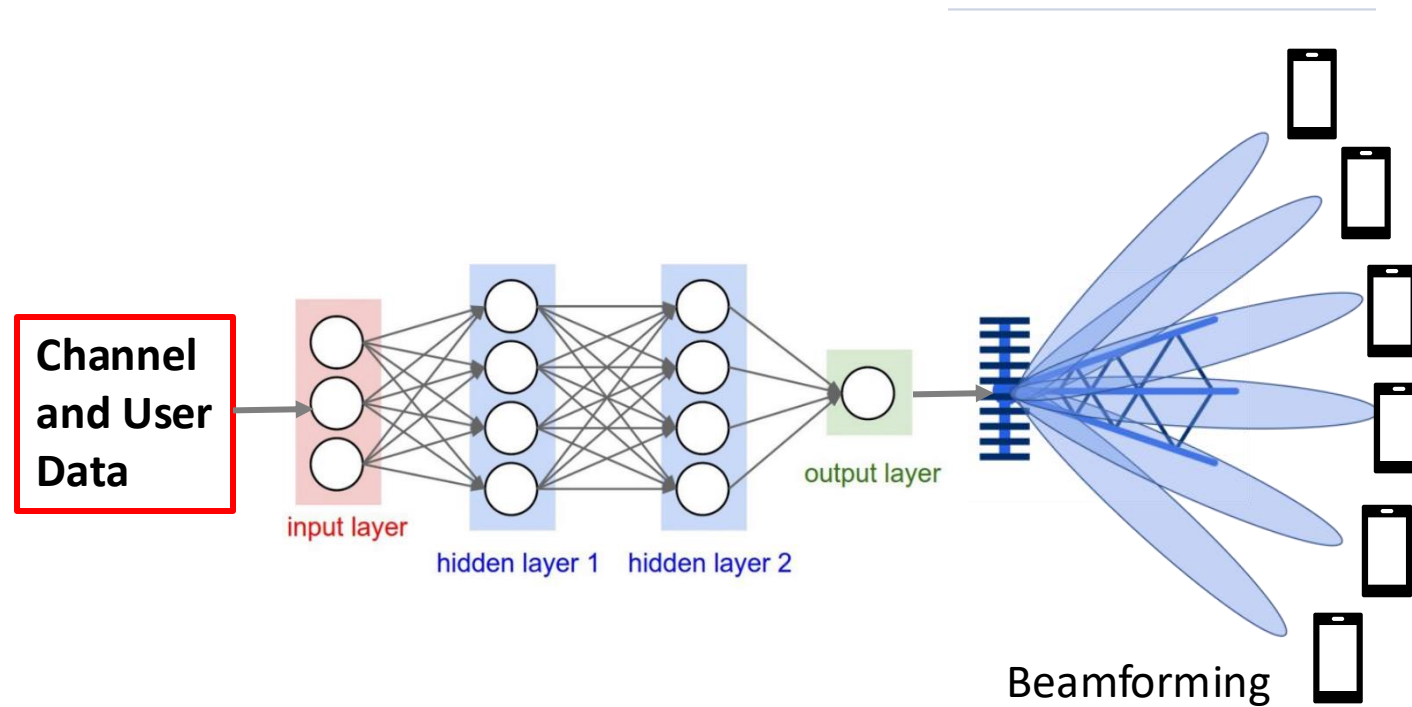 Channel
and User
Data
input layer
hidden layer 1
hidden layer 2
output layer
Beamforming